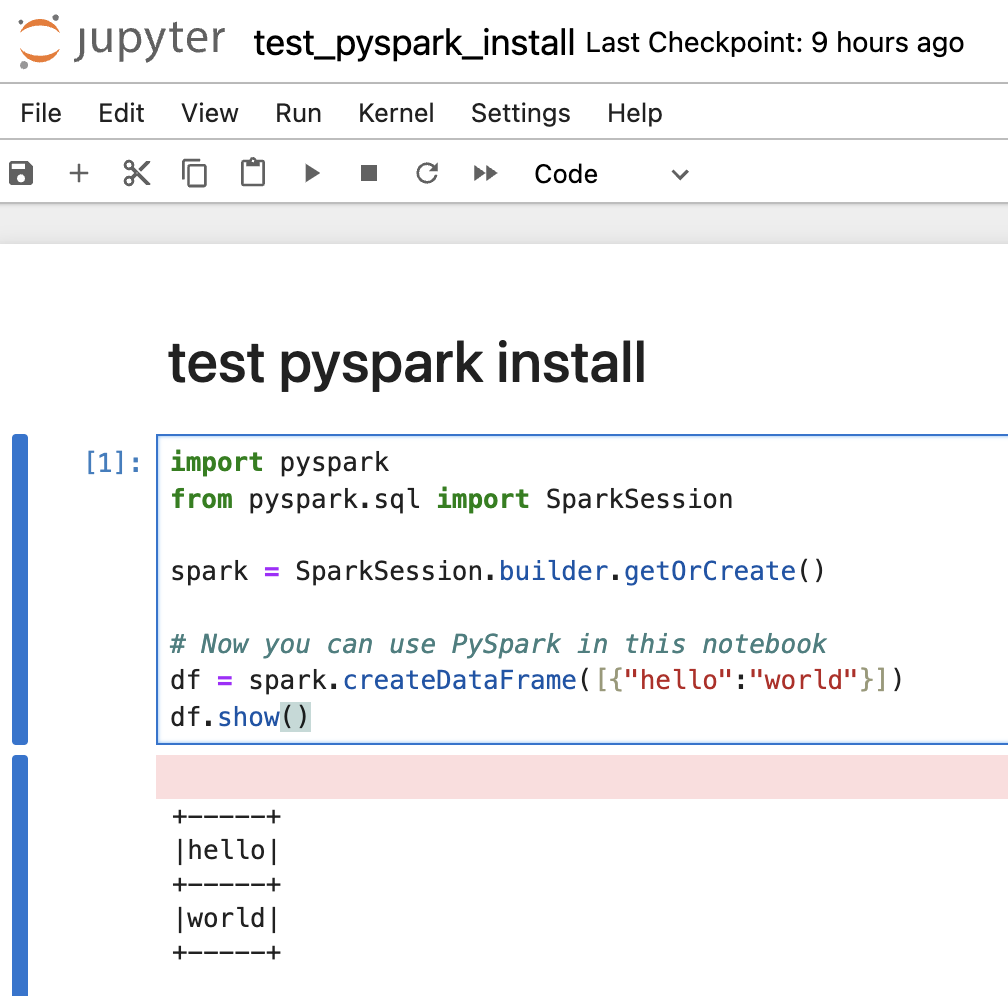 jupyter test_pyspark_install Last Checkpoint: 9 hours ago
File Edit View Run Kernel Settings Help
Code
test pyspark install
[1]: import pyspark
from pyspark.sql import SparkSession
spark = SparkSession.builder.getOrCreate()
# Now you can use PySpark in this notebook
df = spark.createDataFrame([{"hello":"world"}])
df.show()
+-----+
|hello|
+-----+
|world|
+-----+